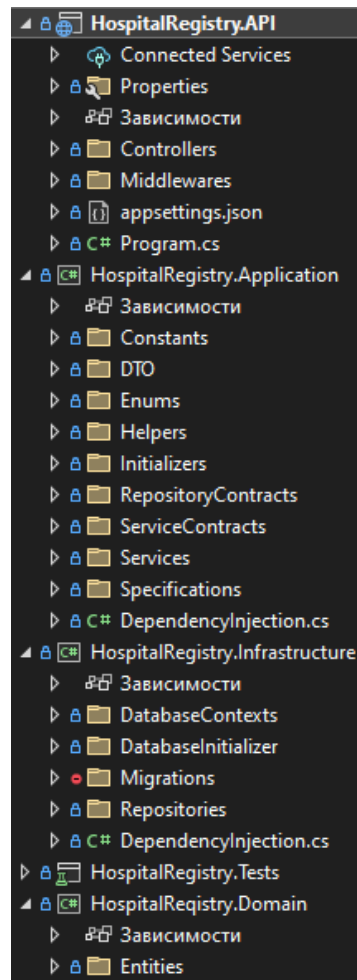 HospitalRegistry.API
Connected Services
Properties
Зависимости
Controllers
Middlewares
appsettings.json
C# Program.cs
C# HospitalRegistry.Application
Зависимости
Constants
DTO
Enums
Helpers
Initializers
RepositoryContracts
ServiceContracts
Services
Specifications
C# DependencyInjection.cs
C# HospitalRegistry.Infrastructure
Зависимости
DatabaseContexts
DatabaseInitializer
Migrations
Repositories
C# DependencyInjection.cs
HospitalRegistry.Tests
C# HospitalReqistry.Domain
Зависимости
Entities